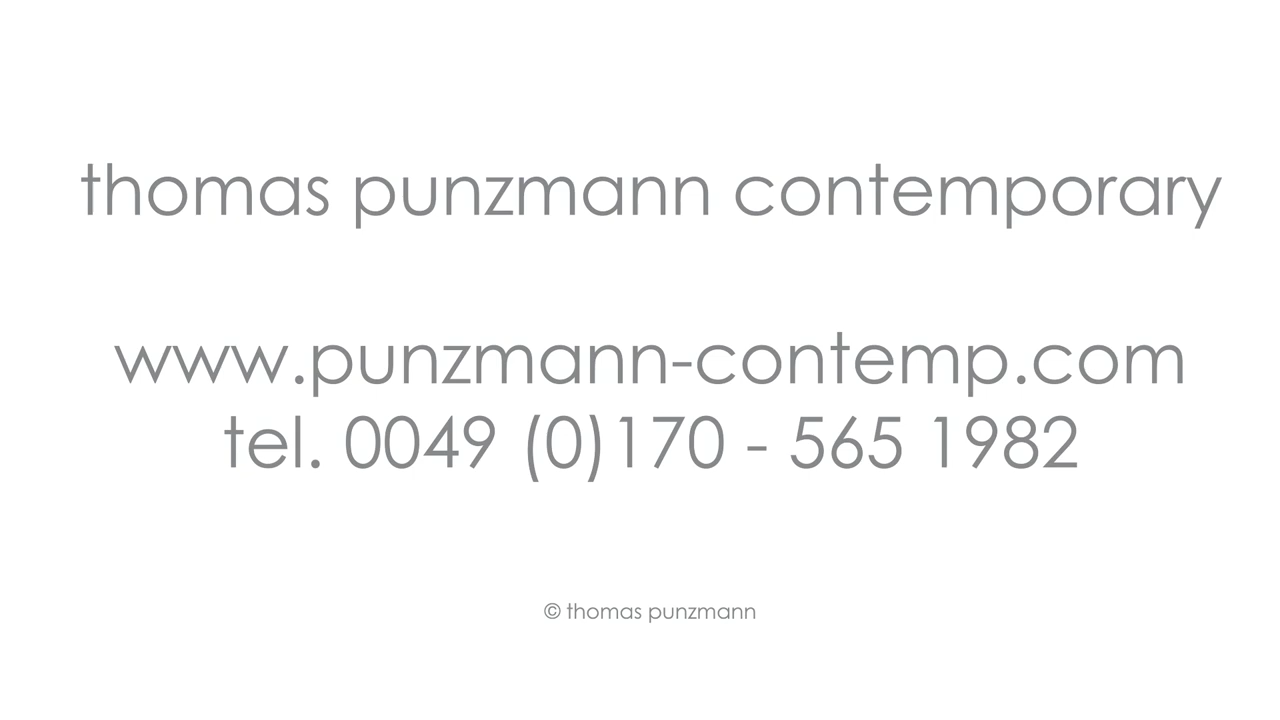 thomas punzmann contemporary
www.punzmann-contemp.com
tel. 0049 (0)170 - 565 1982
© thomas punzmann